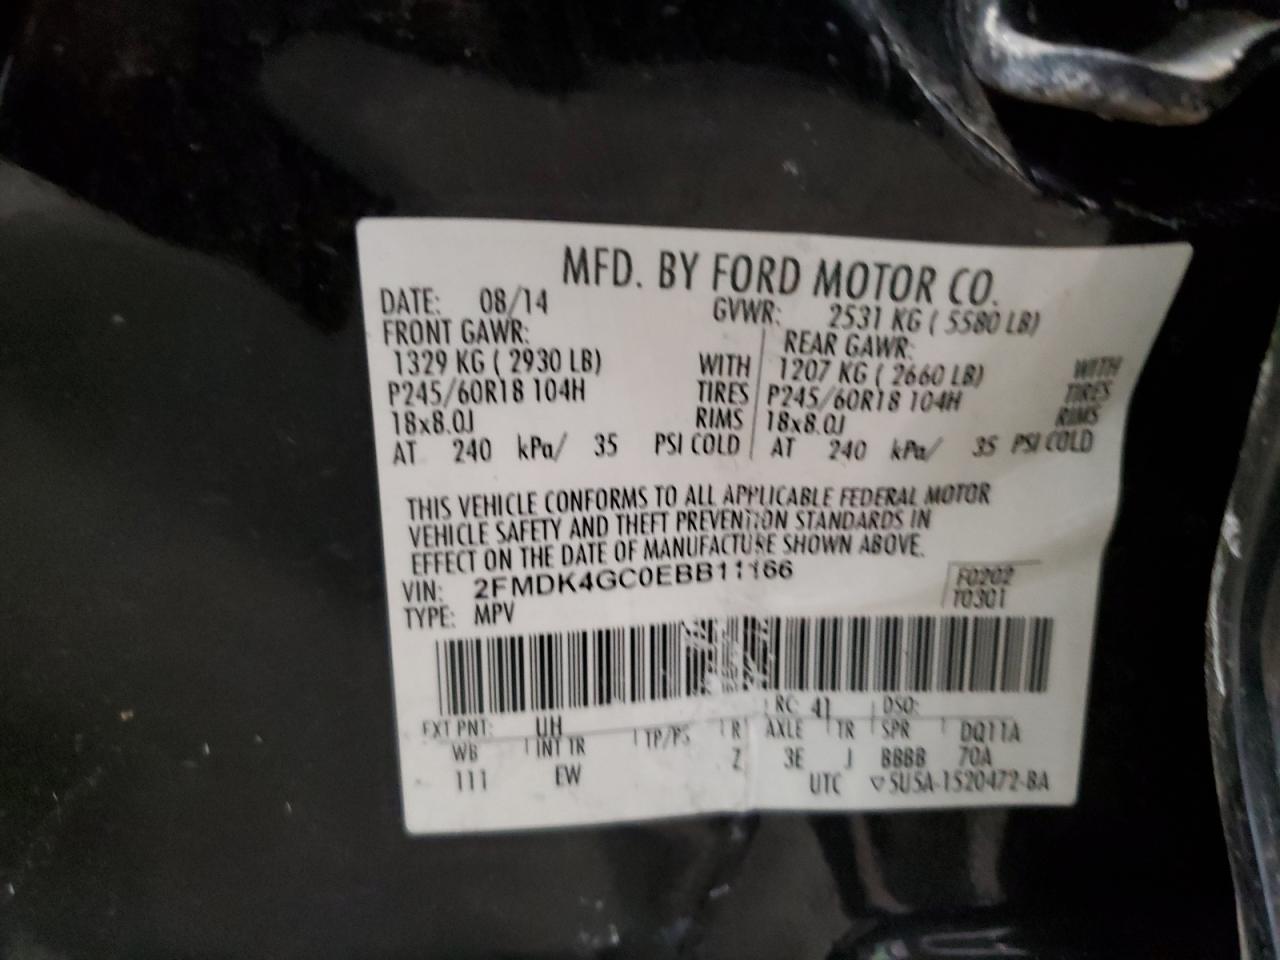 MFD. BY FORD MOTOR CO.
DATE: 08/14 GVWR: 2531 KG ( 5580 LB)
FRONT GAWR: REAR GAWR:
1329 KG ( 2930 LB) WITH 1207 KG ( 2660 LB) WITH
P245/60R18 104H TIRES P245/60R18 104H TIRES
18x8.0J RIMS 18x8.0J RIMS
AT 240 kPa/ 35 PSI COLD AT 240 kPa/ 35 PSI COLD
THIS VEHICLE CONFORMS TO ALL APPLICABLE FEDERAL MOTOR
VEHICLE SAFETY AND THEFT PREVENTION STANDARDS IN
EFFECT ON THE DATE OF MANUFACTURE SHOWN ABOVE.
VIN: 2FMDK4GC0EBB11166 F0202
TYPE: MPV T0301
RC: 41 DSO:
EXT PNT: UH
WB INT TR TP/PS R AXLE TR SPR DQ11A
111 EW Z 3E J BBBB 70A
UTC ▽5U5A-1520472-BA